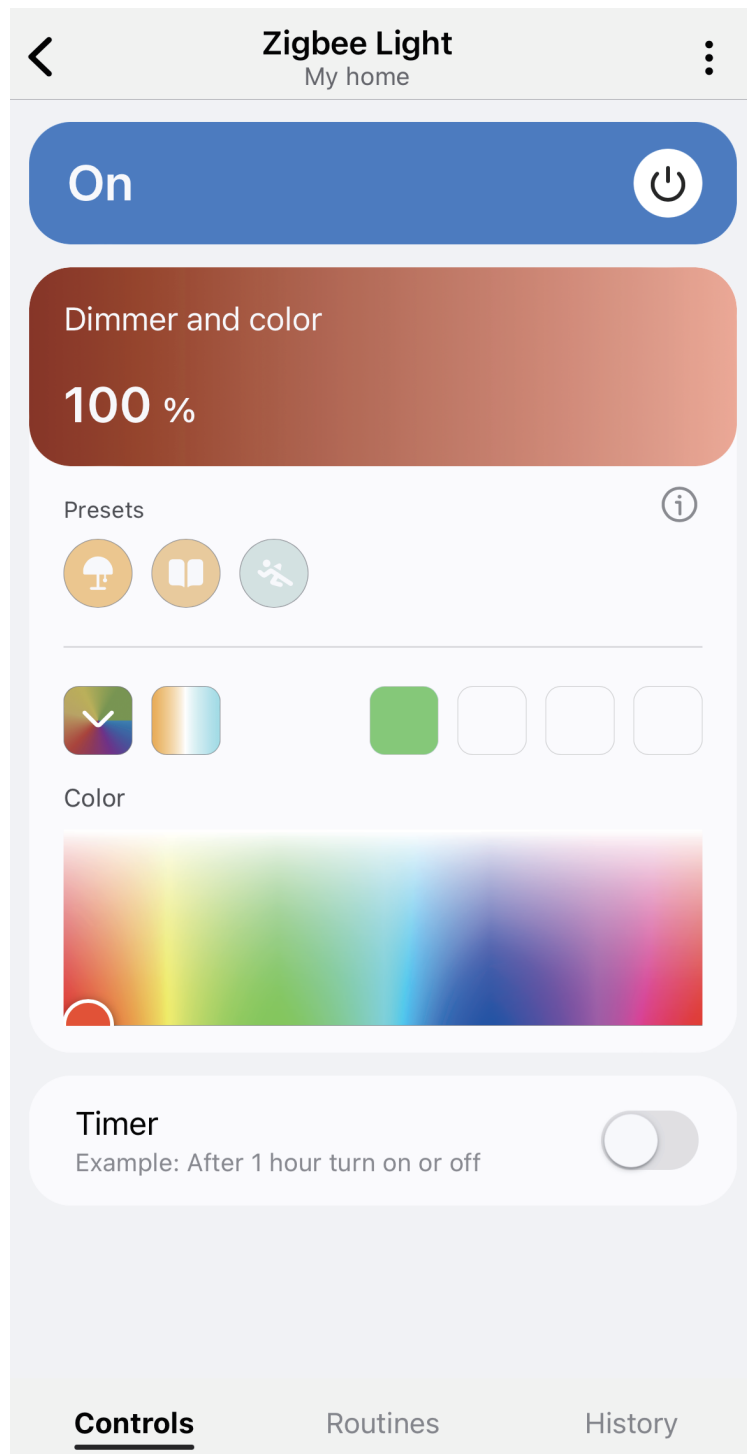 Zigbee Light
My home
On
Dimmer and color
100 %
Presets
Color
Timer
Example: After 1 hour turn on or off
Controls Routines History